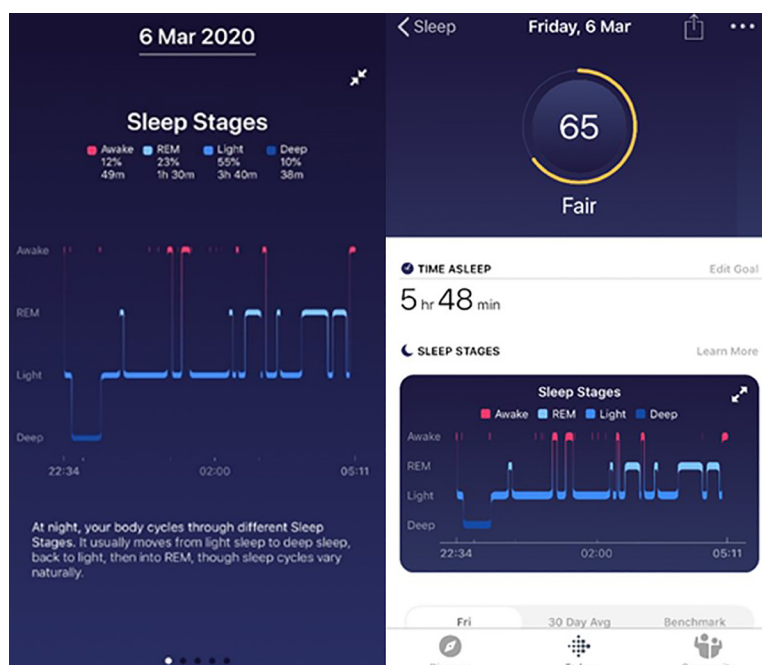 6 Mar 2020
Sleep Stages
Awake REM Light Deep
12% 23% 55% 10%
49m 1h 30m 3h 40m 38m
Awake
REM
Light
Deep
22:34 02:00 05:11
At night, your body cycles through different Sleep
Stages. It usually moves from light sleep to deep sleep,
back to light, then into REM, though sleep cycles vary
naturally.
Sleep Friday, 6 Mar
65
Fair
TIME ASLEEP Edit Goal
5 hr 48 min
SLEEP STAGES Learn More
Sleep Stages
Awake REM Light Deep
Awake
REM
Light
Deep
22:34 02:00 05:11
Fri 30 Day Avg Benchmark